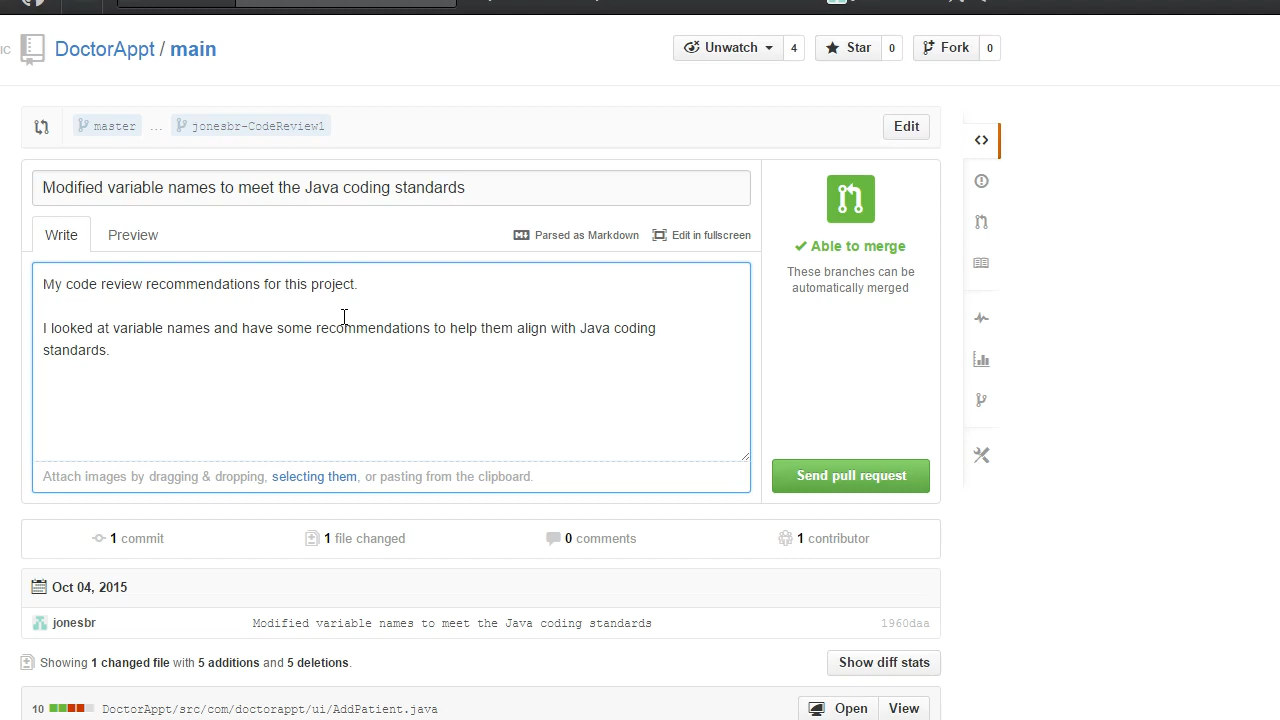 IC DoctorAppt / main Unwatch 4 Star 0 Fork 0
master ... jonesbr-CodeReview1 Edit
Modified variable names to meet the Java coding standards
Write Preview Parsed as Markdown Edit in fullscreen
My code review recommendations for this project.
I looked at variable names and have some recommendations to help them align with Java coding
standards.
Able to merge
These branches can be
automatically merged
Attach images by dragging & dropping, selecting them, or pasting from the clipboard.
Send pull request
1 commit 1 file changed 0 comments 1 contributor
Oct 04, 2015
jonesbr Modified variable names to meet the Java coding standards 1960daa
Showing 1 changed file with 5 additions and 5 deletions. Show diff stats
10 DoctorAppt/src/com/doctorappt/ui/AddPatient.java Open View